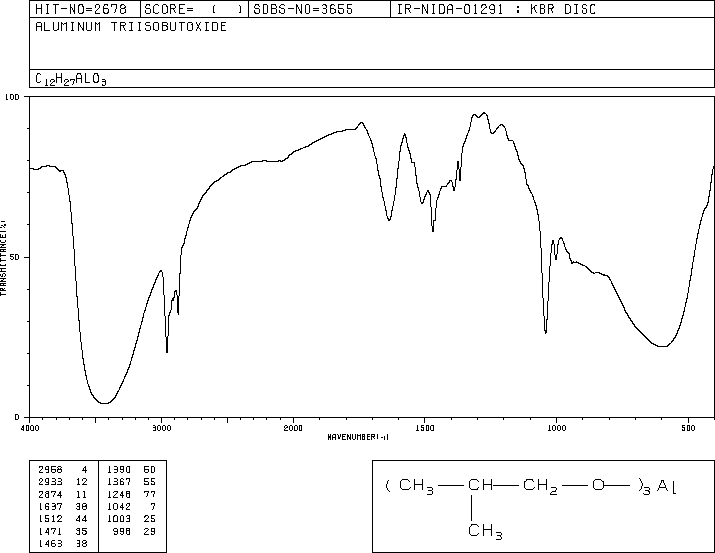 HIT-NO=2678 SCORE= ( ) SDBS-NO=3655 IR-NIDA-01291 : KBR DISC
ALUMINUM TRIISOBUTOXIDE
C12H27ALO3
100
50
0
TRANSMITTANCE(%)
4000 3000 2000 1500 1000 500
WAVENUMBER(-1)
2968 4 1390 60
2933 12 1367 55
2874 11 1248 77
1637 38 1042 7
1512 44 1003 25
1471 35 998 29
1463 38
( CH3 — CH — CH2 — O — )3 Al
CH3